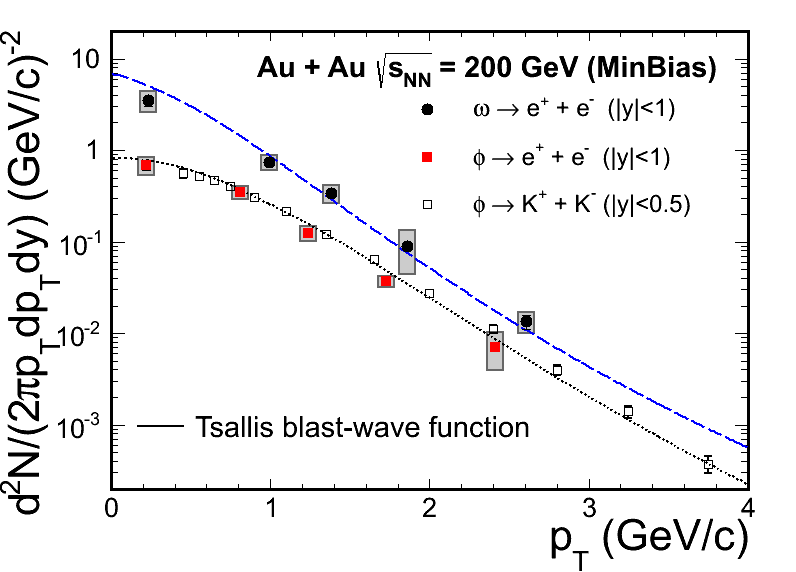 d²N/(2πp_T dp_T dy) (GeV/c)⁻²
10
1
10⁻¹
10⁻²
10⁻³
Au + Au √s_NN = 200 GeV (MinBias)
ω → e⁺ + e⁻ (|y|<1)
ϕ → e⁺ + e⁻ (|y|<1)
ϕ → K⁺ + K⁻ (|y|<0.5)
Tsallis blast-wave function
0 1 2 3 4
p_T (GeV/c)